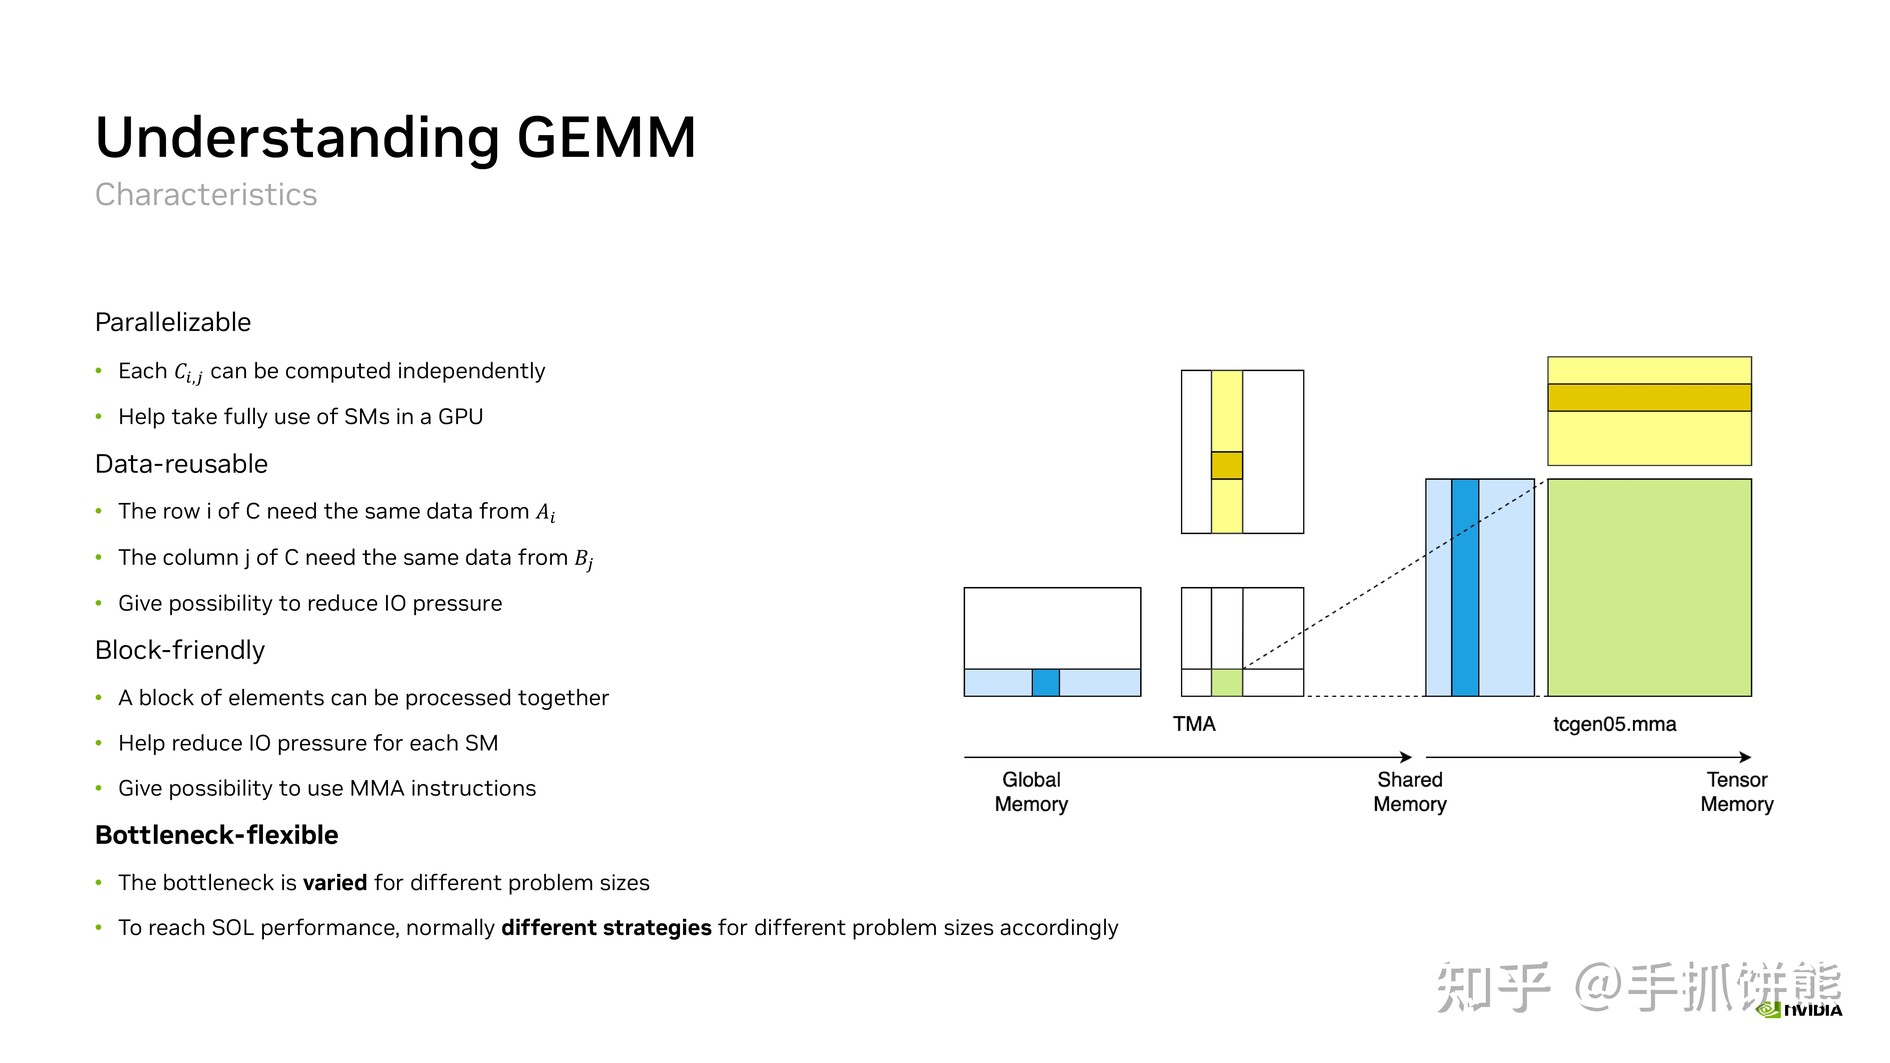 Understanding GEMM
Characteristics
Parallelizable
• Each C_{i,j} can be computed independently
• Help take fully use of SMs in a GPU
Data-reusable
• The row i of C need the same data from A_i
• The column j of C need the same data from B_j
• Give possibility to reduce IO pressure
Block-friendly
• A block of elements can be processed together
• Help reduce IO pressure for each SM
• Give possibility to use MMA instructions
Bottleneck-flexible
• The bottleneck is varied for different problem sizes
• To reach SOL performance, normally different strategies for different problem sizes accordingly
TMA
tcgen05.mma
Global
Memory
Shared
Memory
Tensor
Memory
知乎 @手抓饼熊
NVIDIA